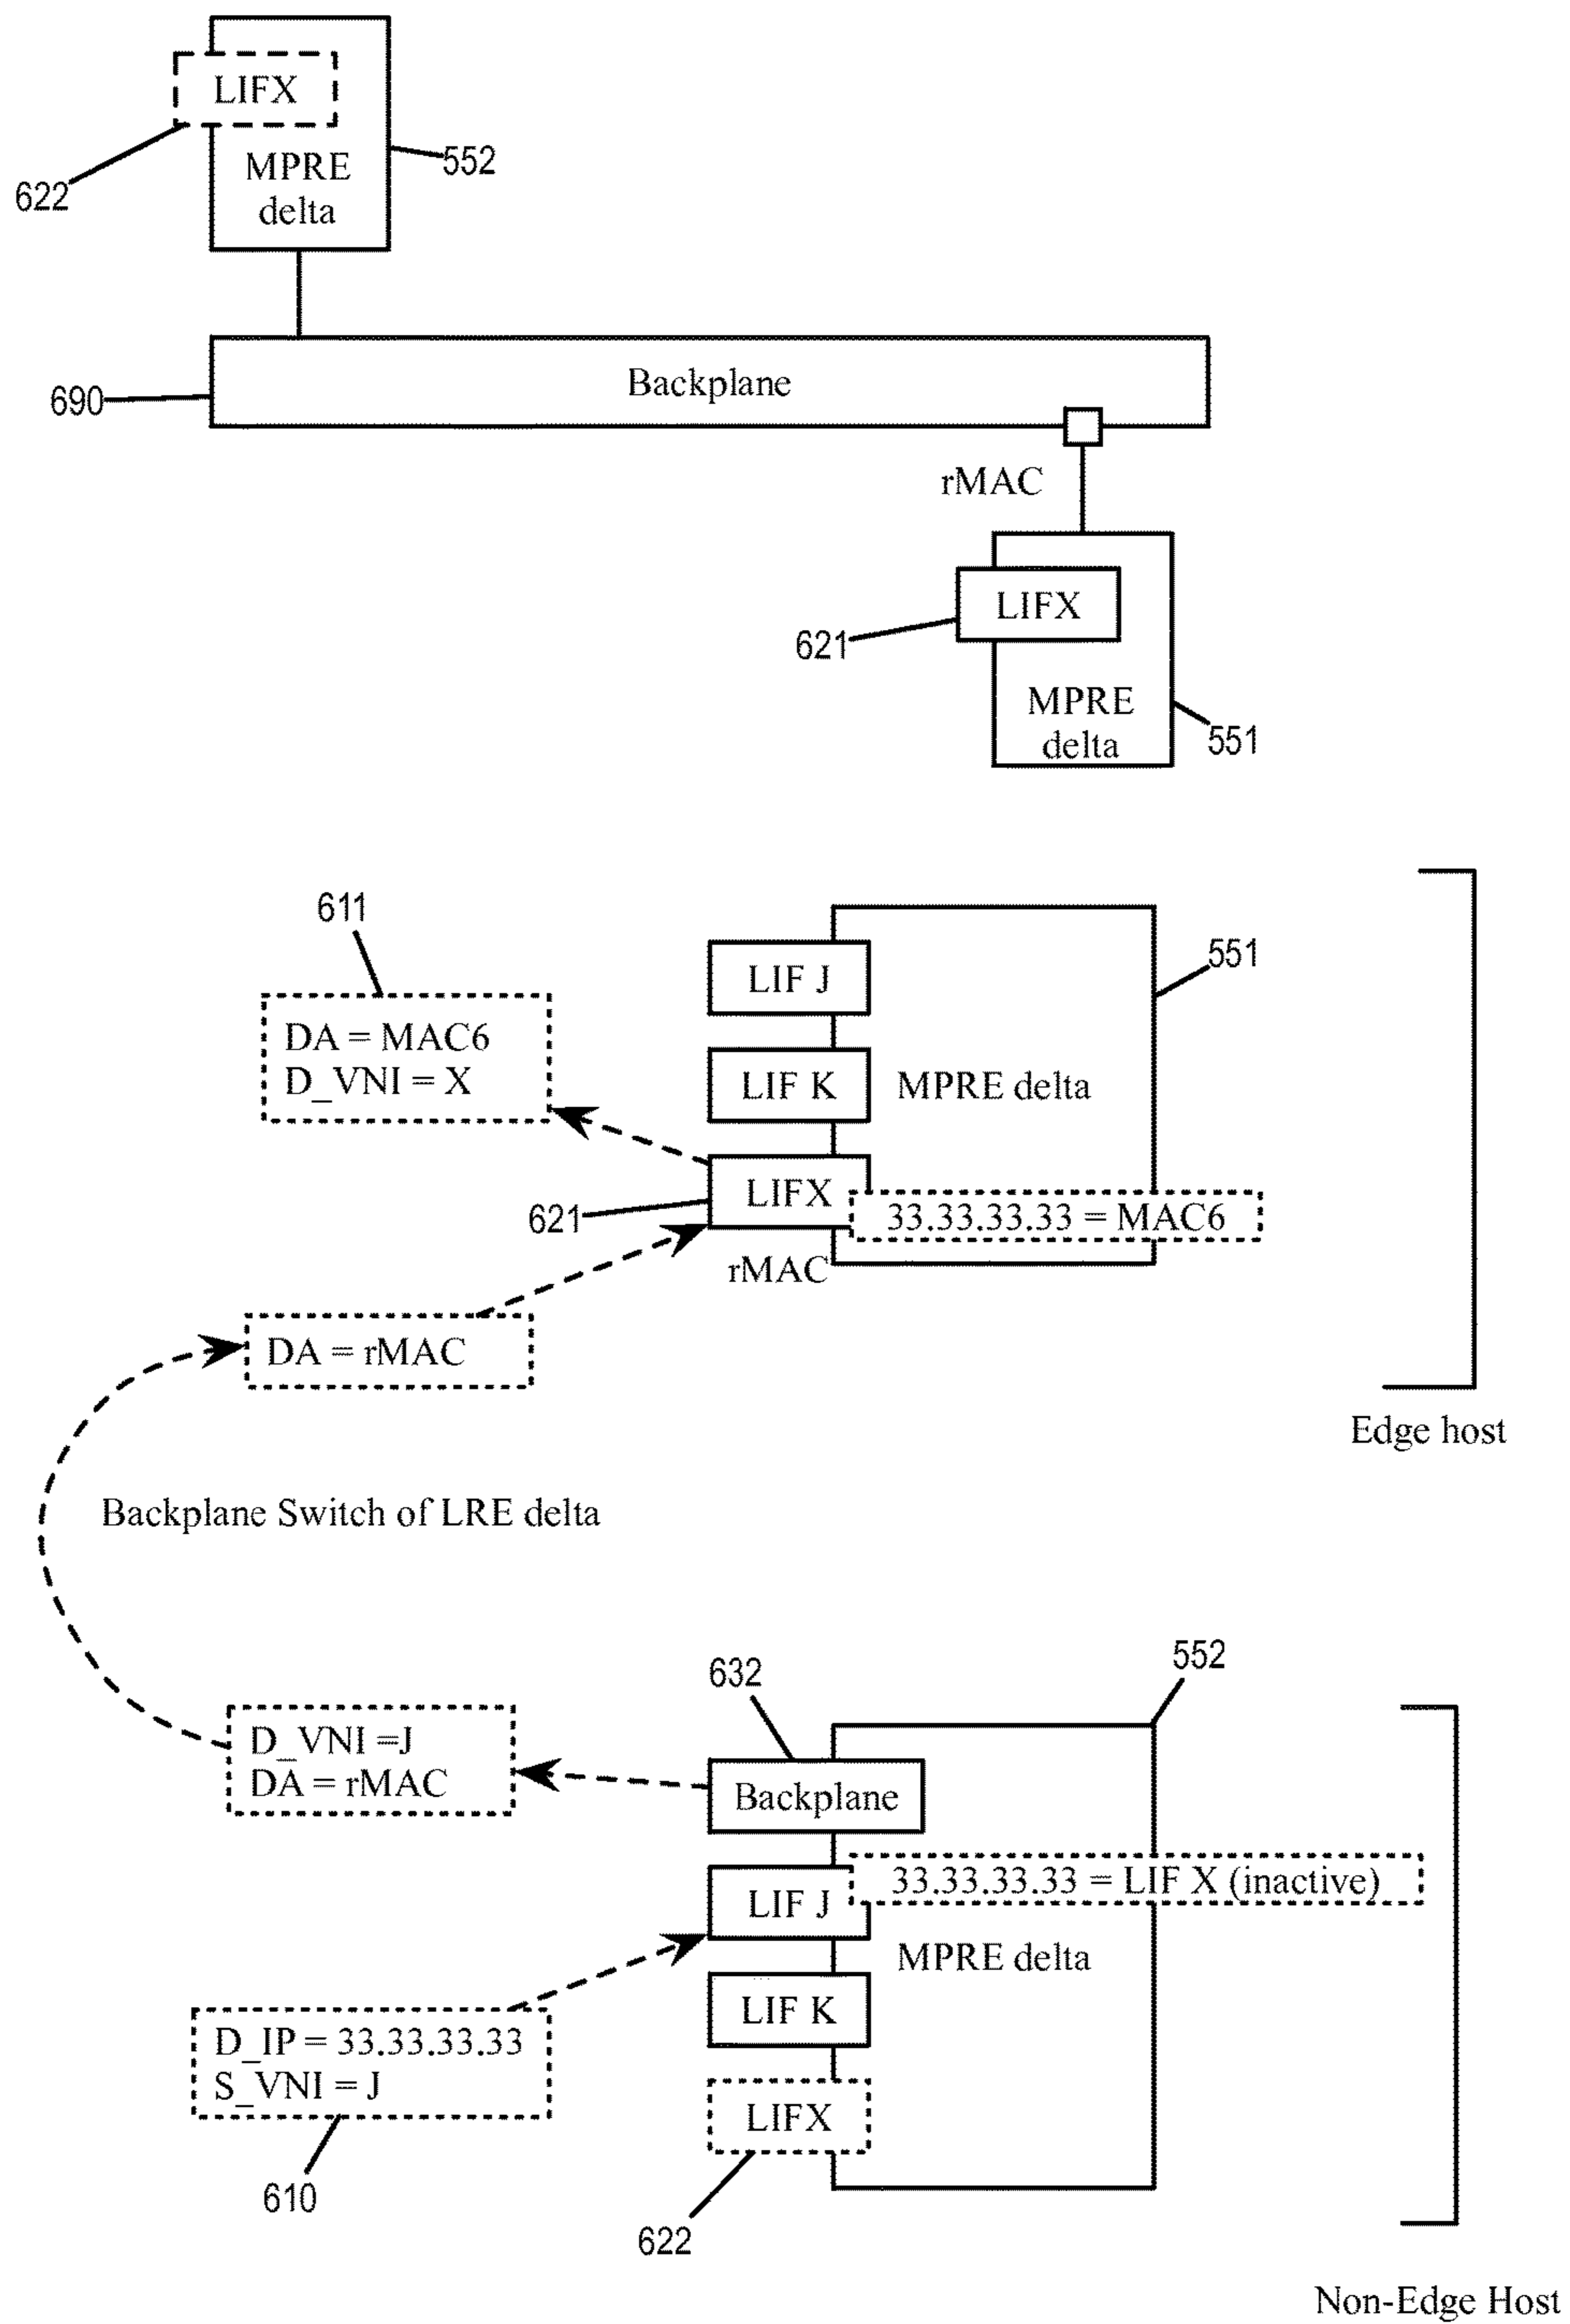 LIFX
MPRE
delta
552
622
Backplane
690
rMAC
LIFX
621
MPRE
delta
551
611
LIF J
551
DA = MAC6
D_VNI = X
LIF K
MPRE delta
LIFX
33.33.33.33 = MAC6
621
rMAC
DA = rMAC
Edge host
Backplane Switch of LRE delta
632
552
D_VNI =J
DA = rMAC
Backplane
33.33.33.33 = LIF X (inactive)
LIF J
MPRE delta
LIF K
D_IP = 33.33.33.33
S_VNI = J
LIFX
610
622
Non-Edge Host